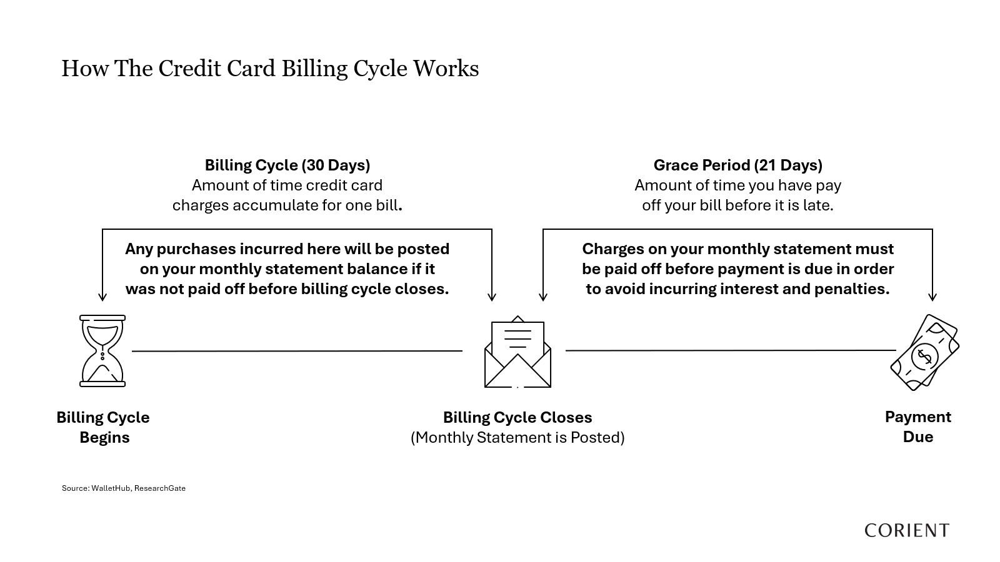 How The Credit Card Billing Cycle Works
Billing Cycle (30 Days)
Amount of time credit card
charges accumulate for one bill.
Any purchases incurred here will be posted
on your monthly statement balance if it
was not paid off before billing cycle closes.
Grace Period (21 Days)
Amount of time you have pay
off your bill before it is late.
Charges on your monthly statement must
be paid off before payment is due in order
to avoid incurring interest and penalties.
$
Billing Cycle
Begins
Billing Cycle Closes
(Monthly Statement is Posted)
Payment
Due
Source: WalletHub, ResearchGate
CORIENT